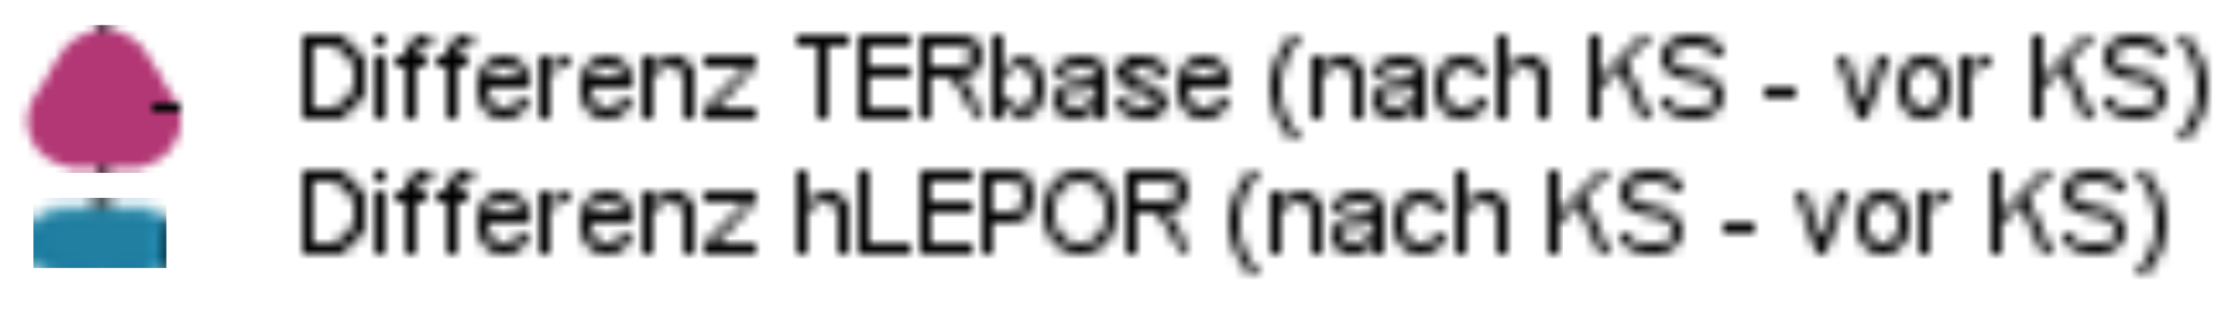 Differenz TERbase (nach KS - vor KS)
Differenz hLEPOR (nach KS - vor KS)